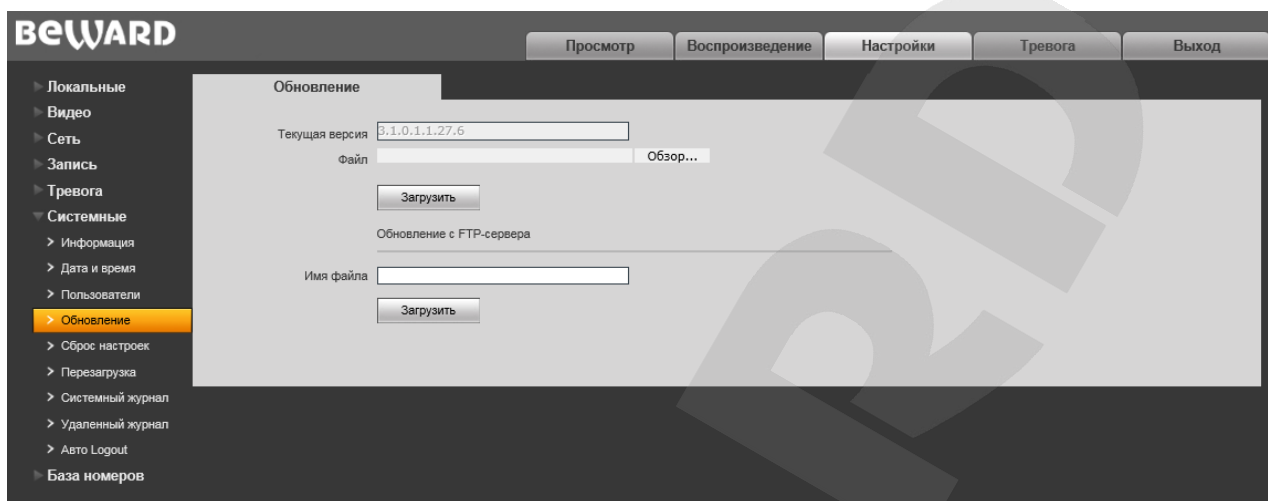 BEWARD
Просмотр
Воспроизведение
Настройки
Тревога
Выход
Локальные
Видео
Сеть
Запись
Тревога
Системные
Информация
Дата и время
Пользователи
Обновление
Сброс настроек
Перезагрузка
Системный журнал
Удаленный журнал
Авто Logout
База номеров
Обновление
Текущая версия 3.1.0.1.1.27.6
Файл Обзор...
Загрузить
Обновление с FTP-сервера
Имя файла
Загрузить